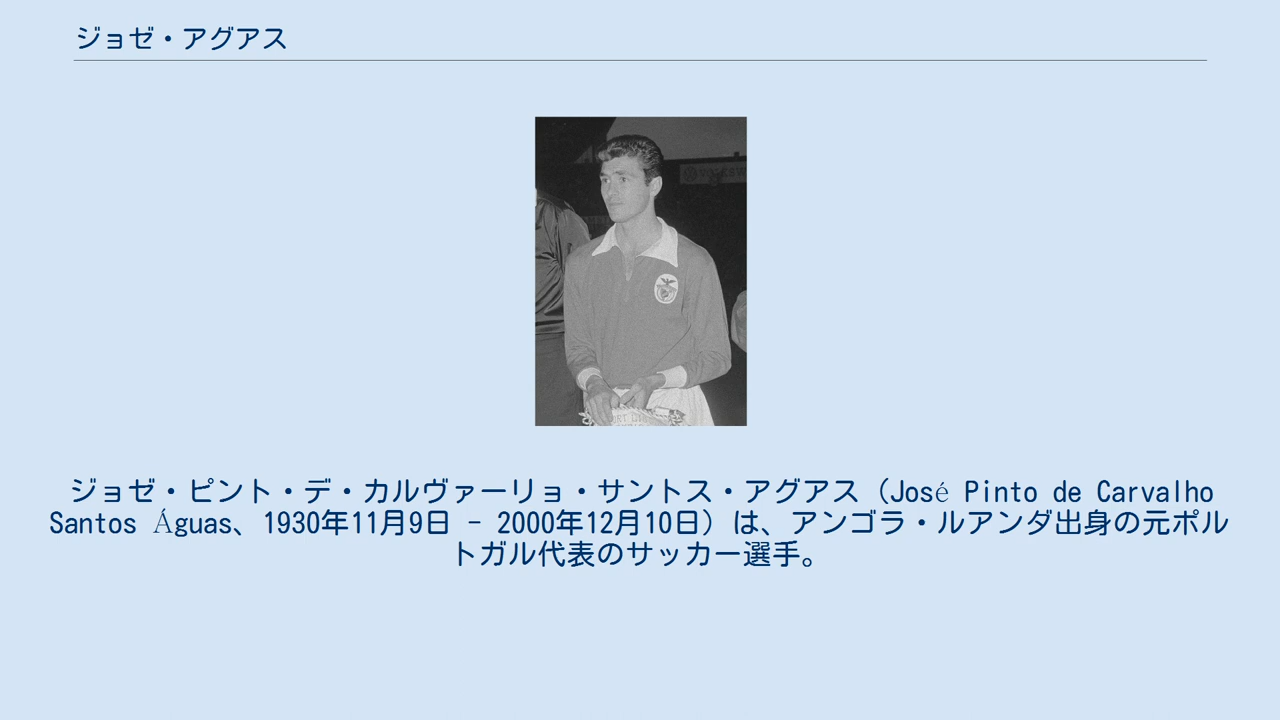 ジョゼ・アグアス
VOLKSW
ジョゼ・ピント・デ・カルヴァーリョ・サントス・アグアス（José Pinto de Carvalho
Santos Águas、1930年11月9日 - 2000年12月10日）は、アンゴラ・ルアンダ出身の元ポル
トガル代表のサッカー選手。